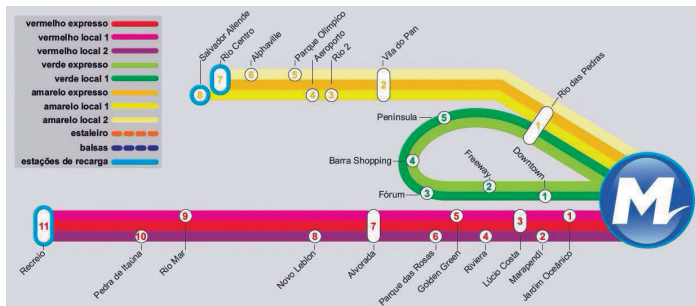 vermelho expresso
vermelho local 1
vermelho local 2
verde expresso
verde local 1
amarelo expresso
amarelo local 1
amarelo local 2
estaleiro
balsas
estações de recarga
Salvador Allende
Rio Centro
Alphaville
Parque Olímpico
Aeroporto
Rio 2
Vila do Pan
Rio das Pedras
8
7
6
5
4
3
2
1
Península
5
Barra Shopping
4
Fórum
3
Freeway
2
Downtown
1
M
11
10
9
8
7
6
5
4
3
2
1
Recreio
Pedra de Itaúna
Rio Mar
Novo Leblon
Alvorada
Parque das Rosas
Golden Green
Riviera
Lúcio Costa
Marapendi
Jardim Oceânico